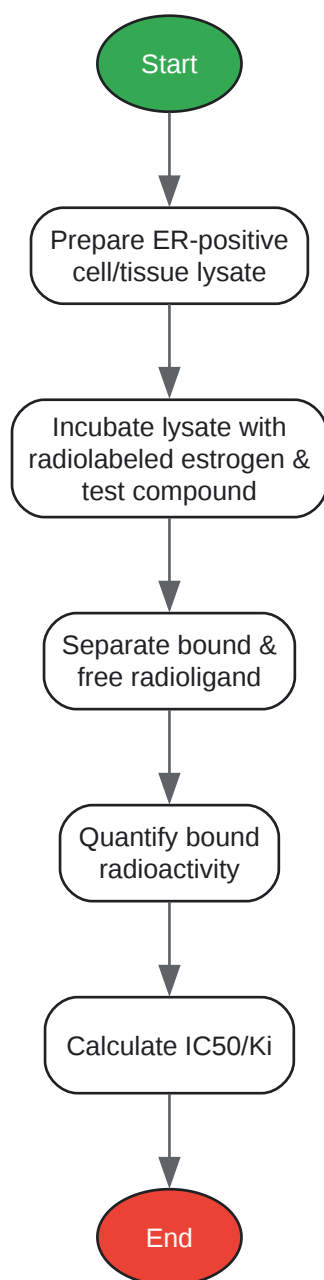 Start
Prepare ER-positive
cell/tissue lysate
Incubate lysate with
radiolabeled estrogen &
test compound
Separate bound &
free radioligand
Quantify bound
radioactivity
Calculate IC50/Ki
End